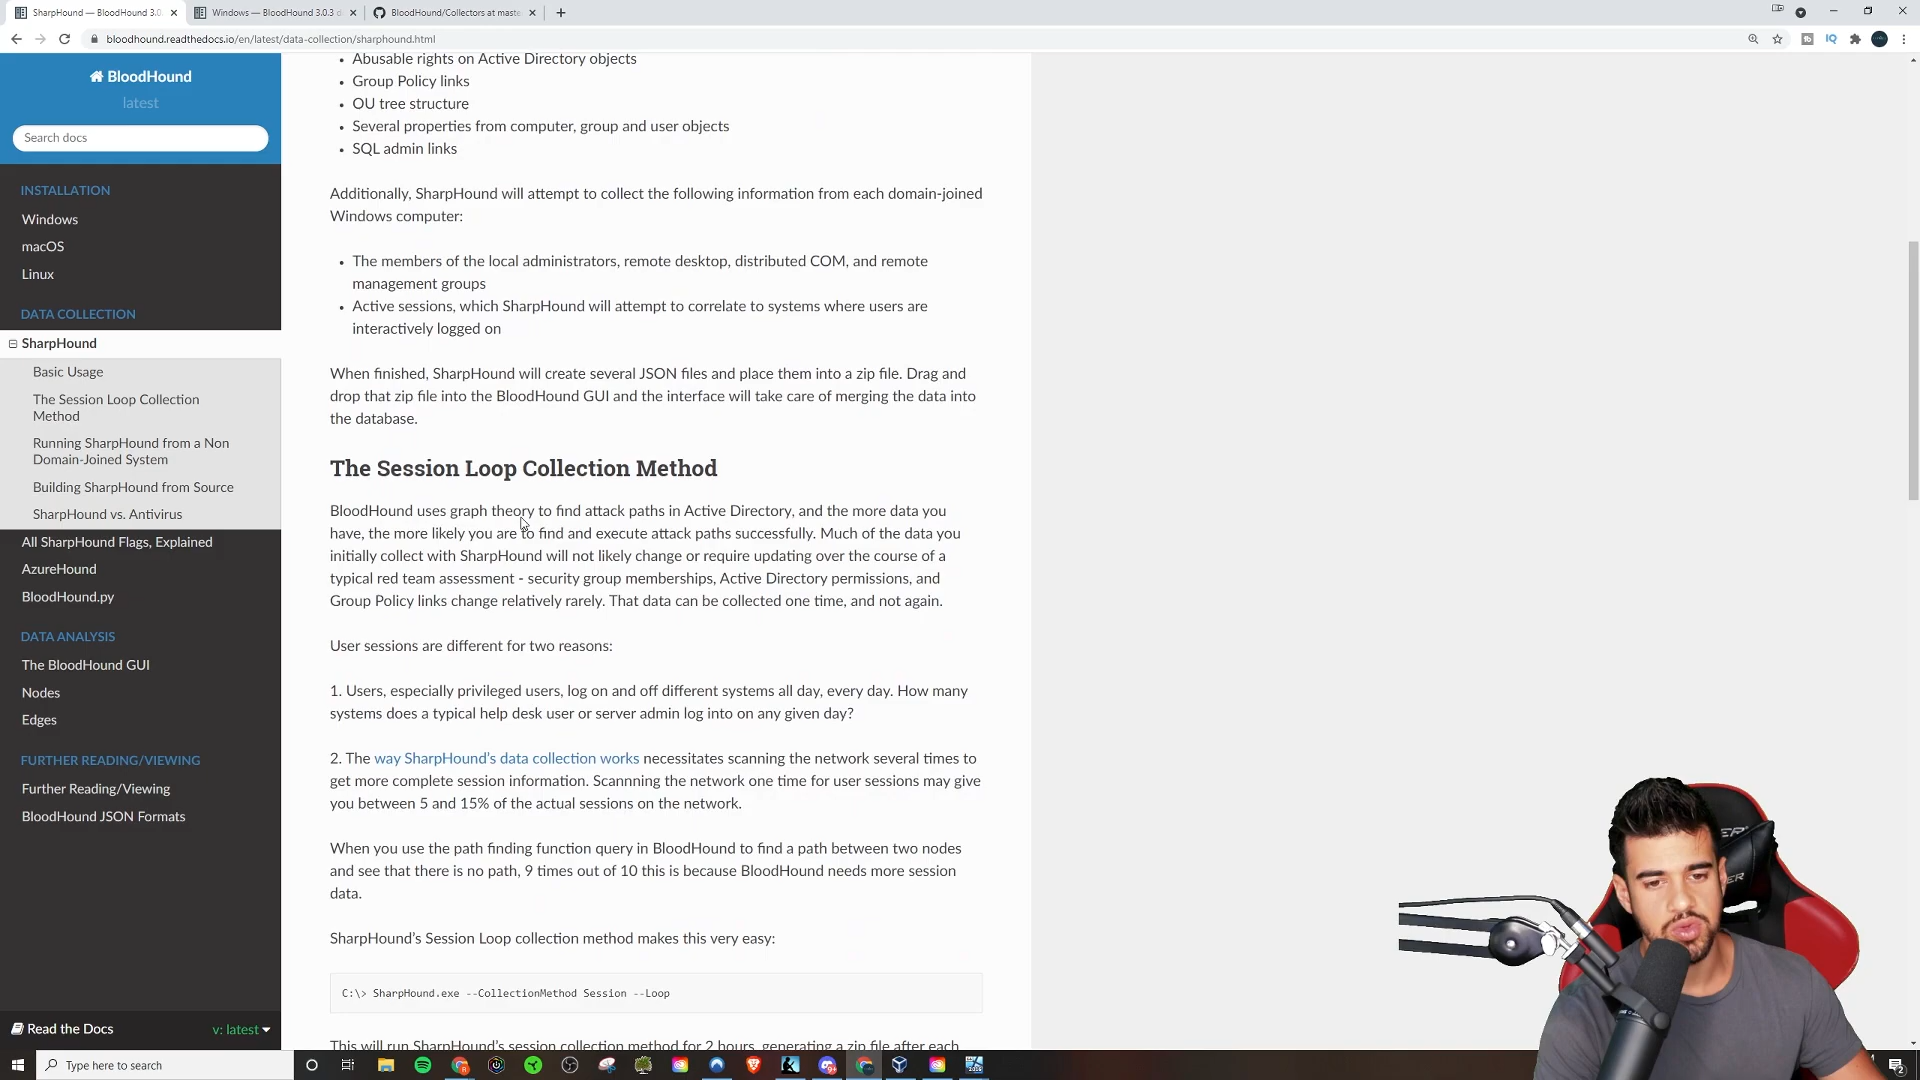 SharpHound — BloodHound 3.0.
Windows — BloodHound 3.0.3 d
BloodHound/Collectors at maste
bloodhound.readthedocs.io/en/latest/data-collection/sharphound.html
BloodHound
latest
Search docs
INSTALLATION
Windows
macOS
Linux
DATA COLLECTION
SharpHound
Basic Usage
The Session Loop Collection
Method
Running SharpHound from a Non
Domain-Joined System
Building SharpHound from Source
SharpHound vs. Antivirus
All SharpHound Flags, Explained
AzureHound
BloodHound.py
DATA ANALYSIS
The BloodHound GUI
Nodes
Edges
FURTHER READING/VIEWING
Further Reading/Viewing
BloodHound JSON Formats
Read the Docs
v: latest
Abusable rights on Active Directory objects
Group Policy links
OU tree structure
Several properties from computer, group and user objects
SQL admin links
Additionally, SharpHound will attempt to collect the following information from each domain-joined
Windows computer:
The members of the local administrators, remote desktop, distributed COM, and remote
management groups
Active sessions, which SharpHound will attempt to correlate to systems where users are
interactively logged on
When finished, SharpHound will create several JSON files and place them into a zip file. Drag and
drop that zip file into the BloodHound GUI and the interface will take care of merging the data into
the database.
The Session Loop Collection Method
BloodHound uses graph theory to find attack paths in Active Directory, and the more data you
have, the more likely you are to find and execute attack paths successfully. Much of the data you
initially collect with SharpHound will not likely change or require updating over the course of a
typical red team assessment - security group memberships, Active Directory permissions, and
Group Policy links change relatively rarely. That data can be collected one time, and not again.
User sessions are different for two reasons:
1. Users, especially privileged users, log on and off different systems all day, every day. How many
systems does a typical help desk user or server admin log into on any given day?
2. The way SharpHound's data collection works necessitates scanning the network several times to
get more complete session information. Scannning the network one time for user sessions may give
you between 5 and 15% of the actual sessions on the network.
When you use the path finding function query in BloodHound to find a path between two nodes
and see that there is no path, 9 times out of 10 this is because BloodHound needs more session
data.
SharpHound's Session Loop collection method makes this very easy:
C:\> SharpHound.exe --CollectionMethod Session --Loop
This will run SharpHound's session collection method for 2 hours, generating a zip file after each
Type here to search